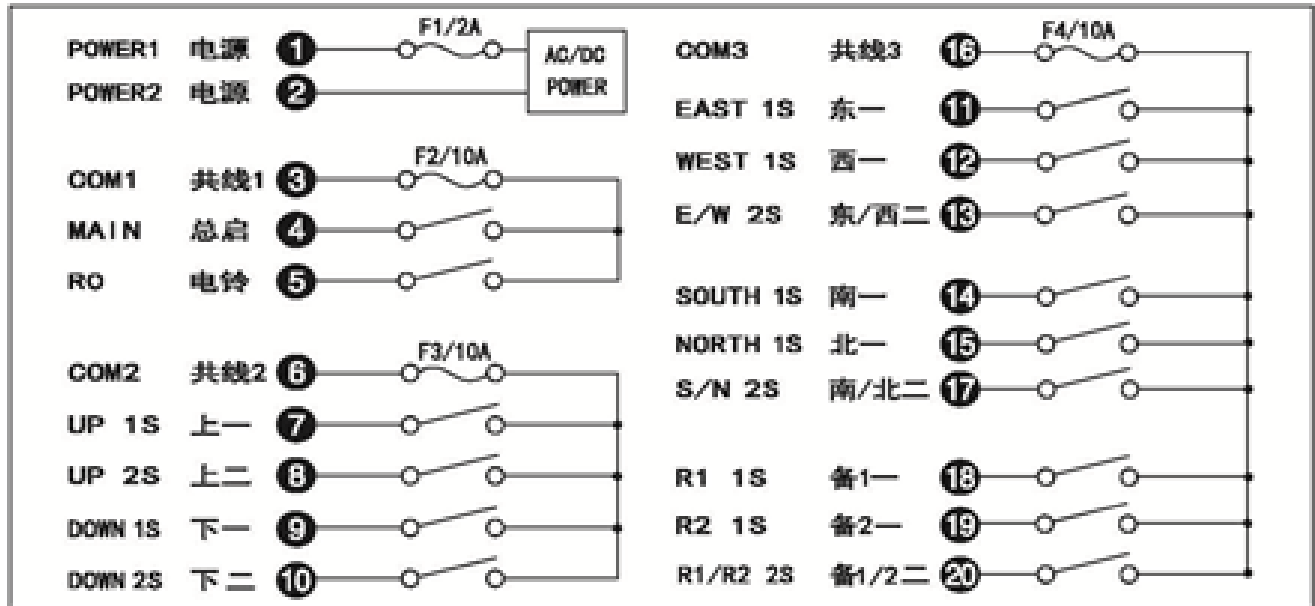 F1/2A
POWER1 电源 1
AC/DC
POWER2 电源 2
POWER
F2/10A
COM1 共线1 3
MAIN 总启 4
RO 电铃 5
F3/10A
COM2 共线2 6
UP 1S 上一 7
UP 2S 上二 8
DOWN 1S 下一 9
DOWN 2S 下二 10
F4/10A
COM3 共线3 16
EAST 1S 东一 11
WEST 1S 西一 12
E/W 2S 东/西二 13
SOUTH 1S 南一 14
NORTH 1S 北一 15
S/N 2S 南/北二 17
R1 1S 备1一 18
R2 1S 备2一 19
R1/R2 2S 备1/2二 20